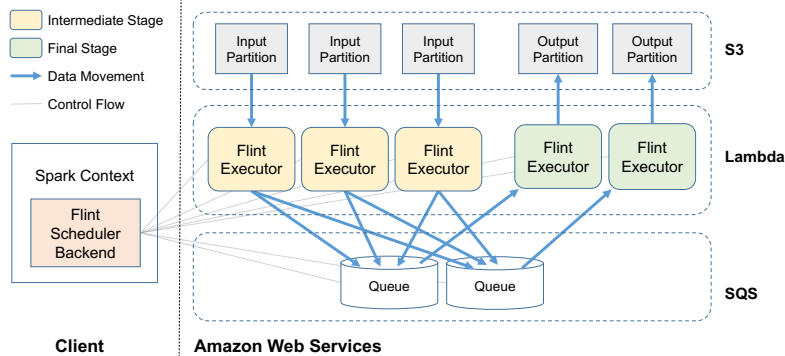 Intermediate Stage
Final Stage
Data Movement
Control Flow
Input
Partition
Input
Partition
Input
Partition
Output
Partition
Output
Partition
S3
Flint
Executor
Flint
Executor
Flint
Executor
Flint
Executor
Flint
Executor
Lambda
Spark Context
Flint
Scheduler
Backend
Queue
Queue
SQS
Client
Amazon Web Services